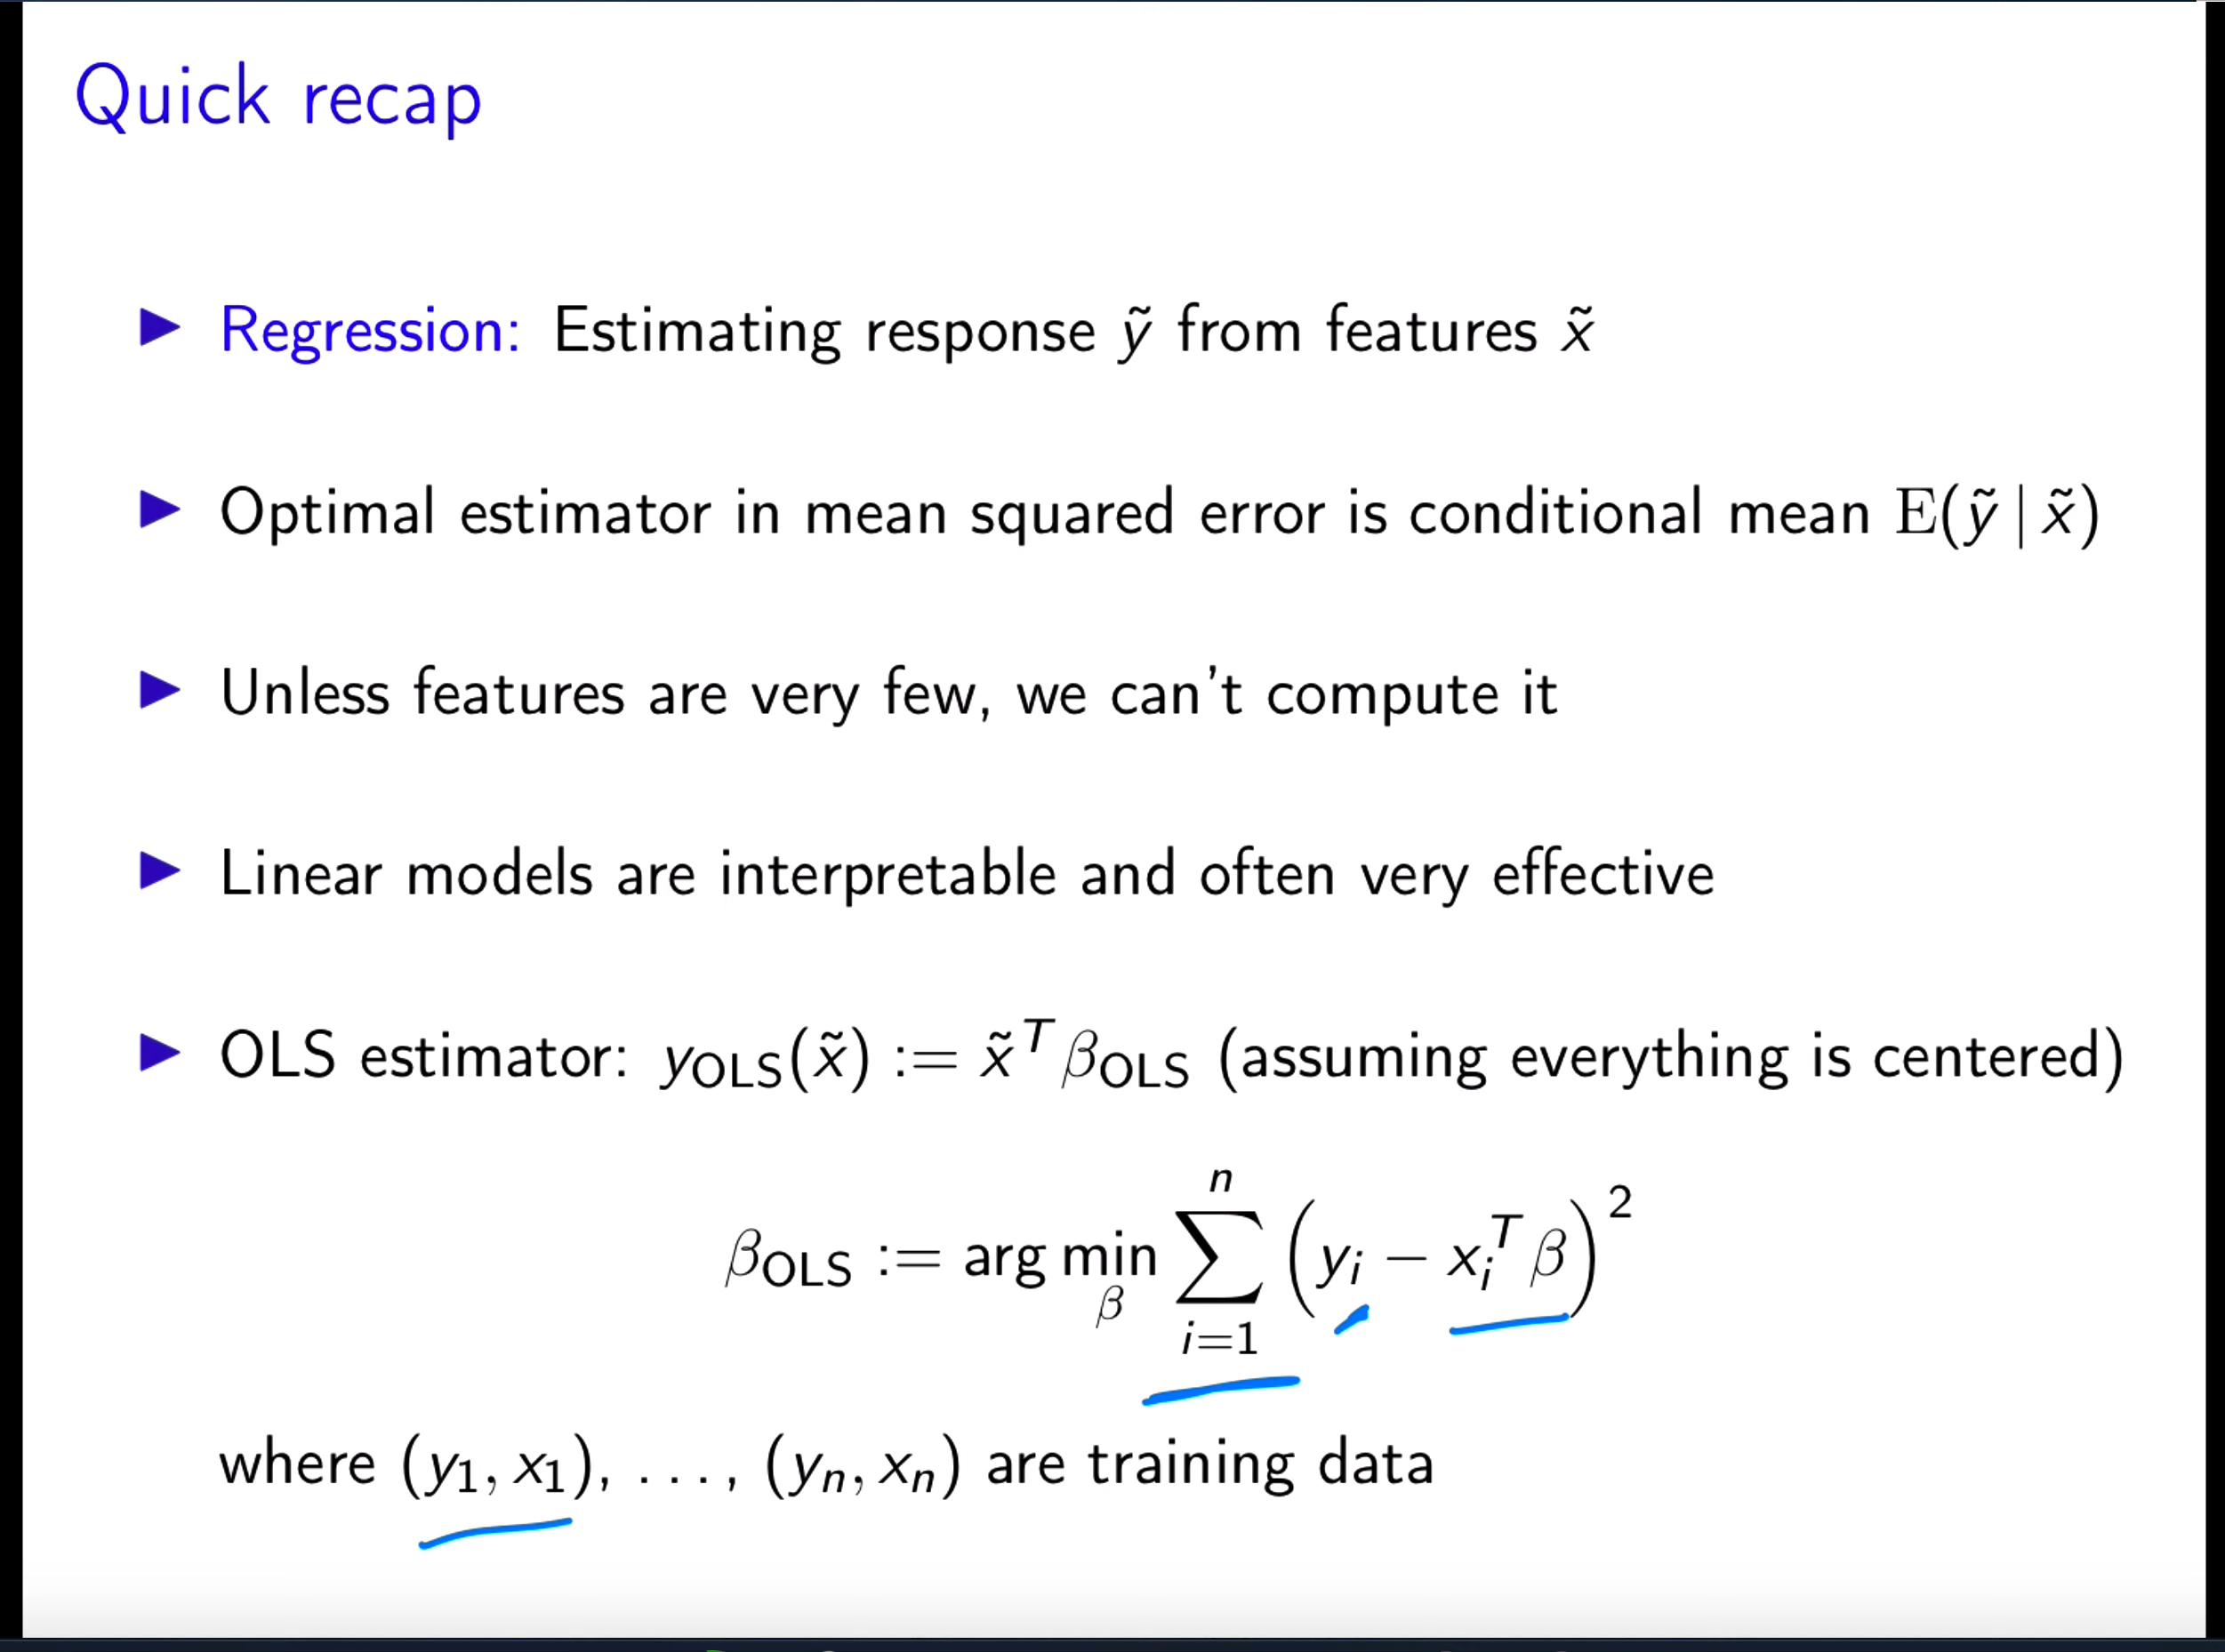 Quick recap
▶ Regression: Estimating response ỹ from features x̃
▶ Optimal estimator in mean squared error is conditional mean E(ỹ | x̃)
▶ Unless features are very few, we can't compute it
▶ Linear models are interpretable and often very effective
▶ OLS estimator: y_OLS(x̃) := x̃^T β_OLS (assuming everything is centered)
β_OLS := arg min_β ∑_{i=1}^{n} (y_i − x_i^T β)^2
where (y_1, x_1), . . . , (y_n, x_n) are training data